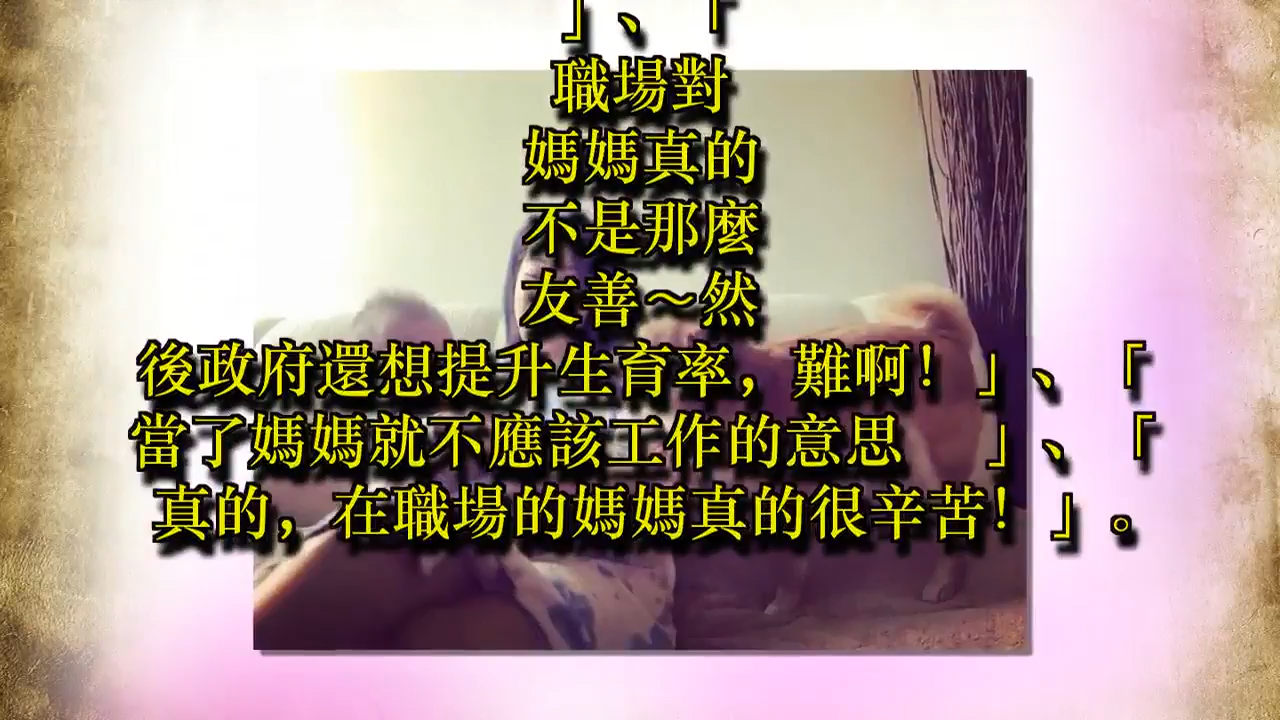 」、「
職場對
媽媽真的
不是那麼
友善～然
後政府還想提升生育率，難啊！」、「
當了媽媽就不應該工作的意思　」、「
真的，在職場的媽媽真的很辛苦！」。